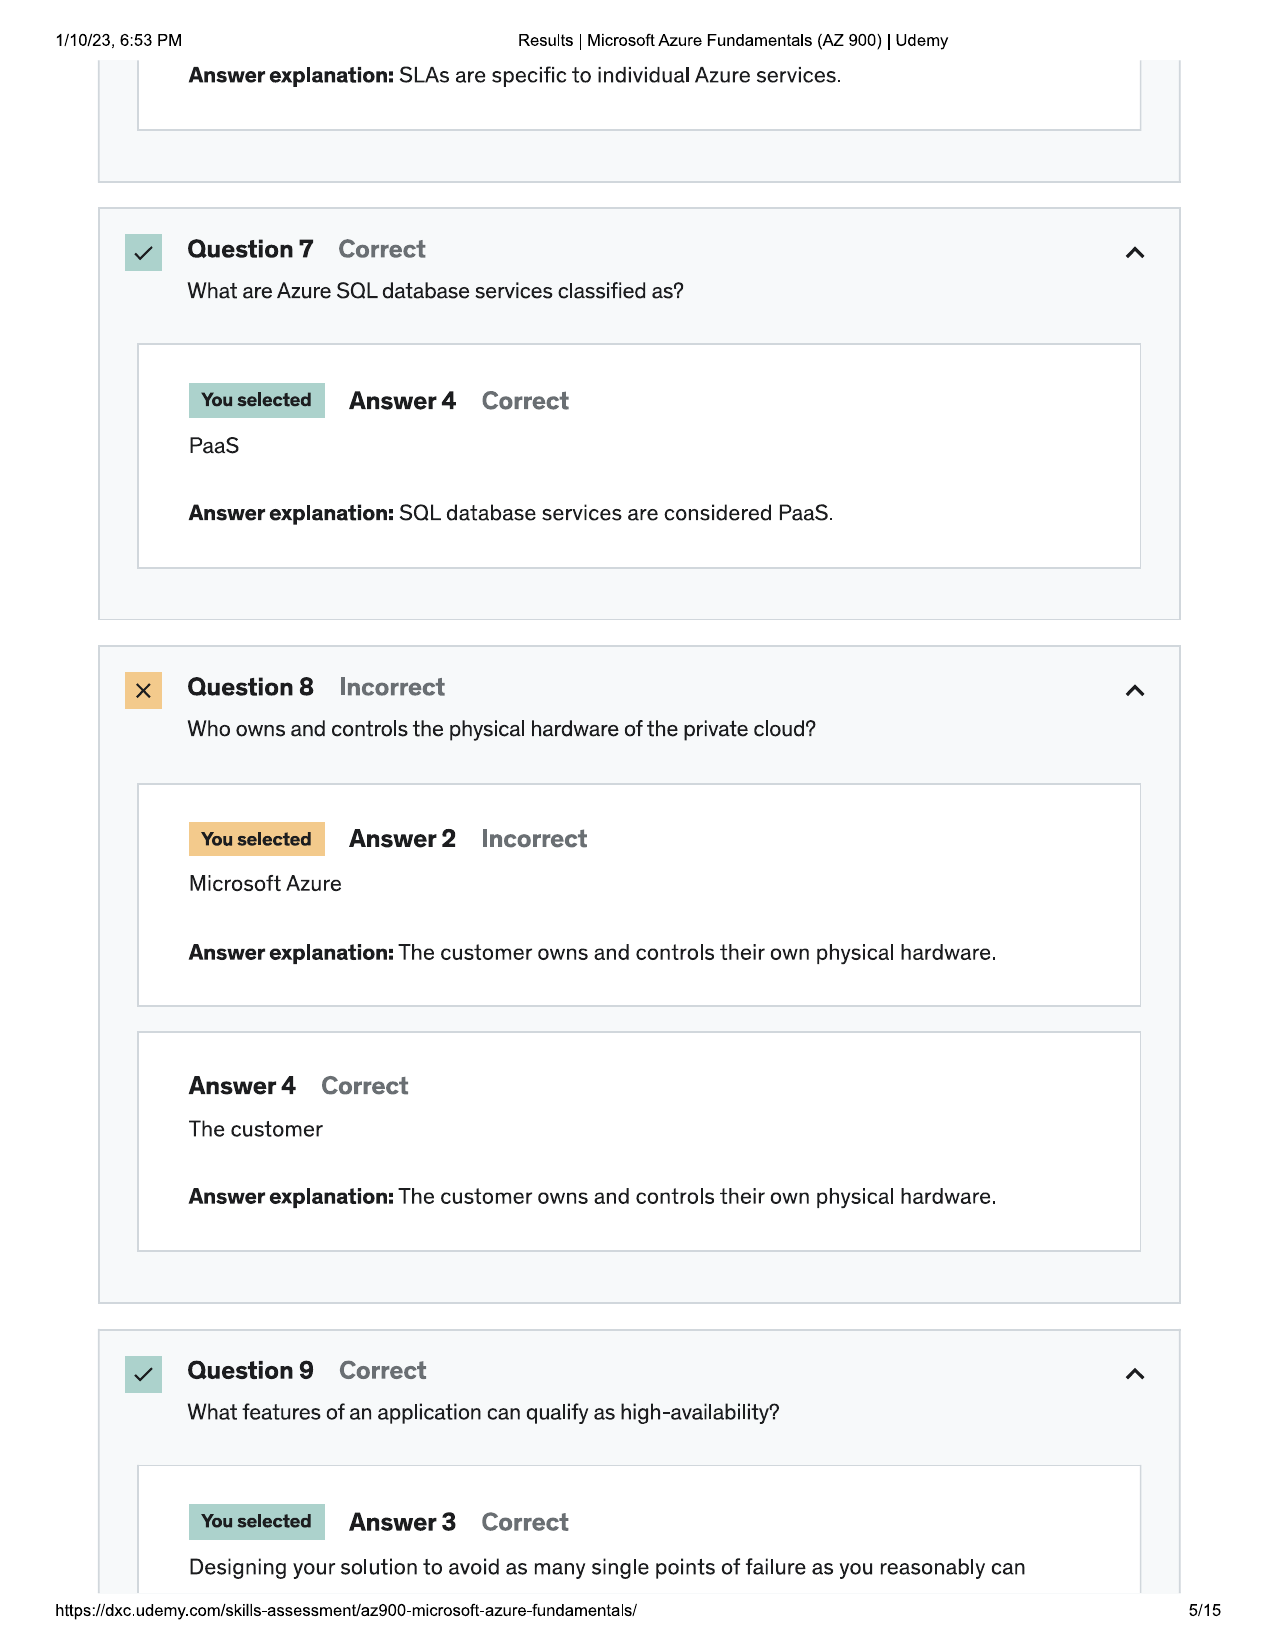 1/10/23, 6:53 PM
Results | Microsoft Azure Fundamentals (AZ 900) | Udemy
Answer explanation: SLAs are specific to individual Azure services.
Question 7 Correct
What are Azure SQL database services classified as?
You selected Answer 4 Correct
PaaS
Answer explanation: SQL database services are considered PaaS.
Question 8 Incorrect
Who owns and controls the physical hardware of the private cloud?
You selected Answer 2 Incorrect
Microsoft Azure
Answer explanation: The customer owns and controls their own physical hardware.
Answer 4 Correct
The customer
Answer explanation: The customer owns and controls their own physical hardware.
Question 9 Correct
What features of an application can qualify as high-availability?
You selected Answer 3 Correct
Designing your solution to avoid as many single points of failure as you reasonably can
https://dxc.udemy.com/skills-assessment/az900-microsoft-azure-fundamentals/
5/15